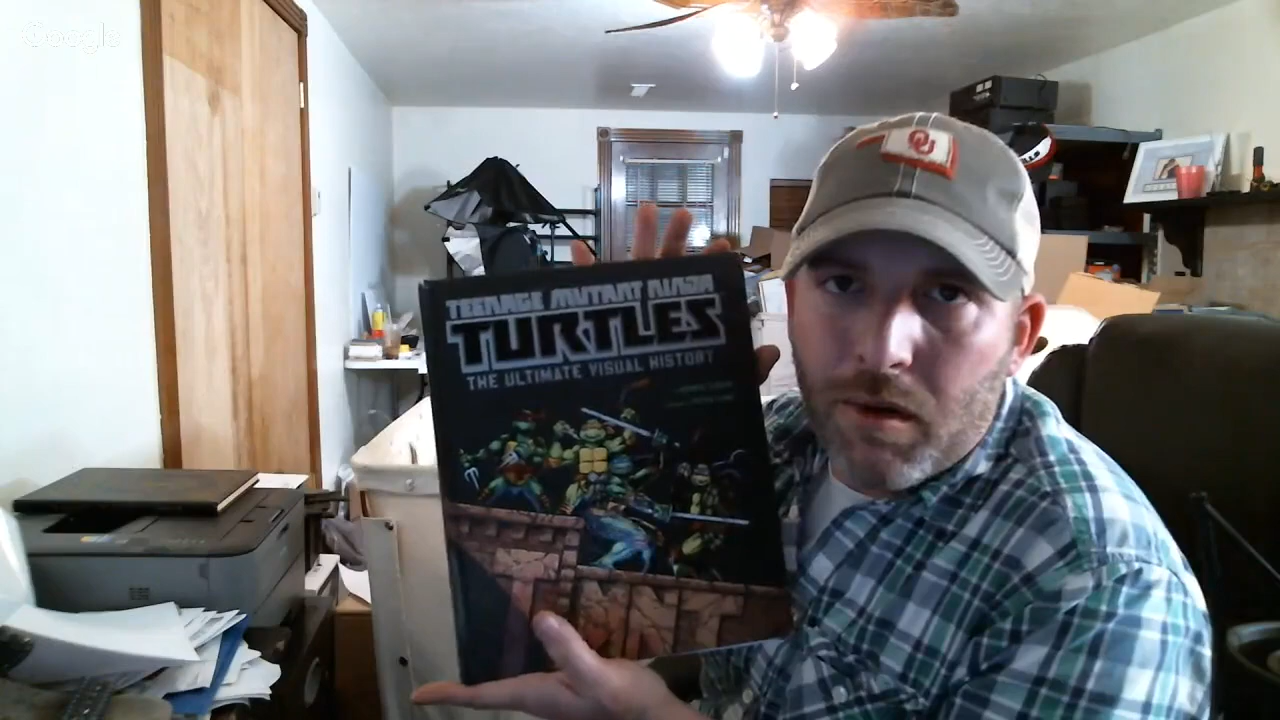 Google
OU
TEENAGE MUTANT NINJA
TURTLES
THE ULTIMATE VISUAL HISTORY